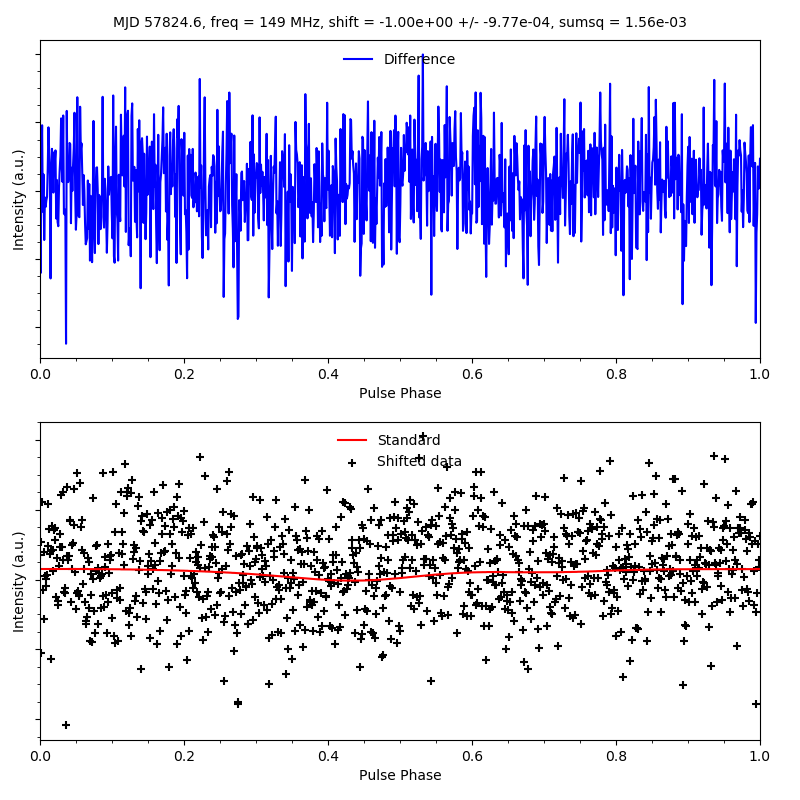 MJD 57824.6, freq = 149 MHz, shift = -1.00e+00 +/- -9.77e-04, sumsq = 1.56e-03
Difference
Intensity (a.u.)
0.0 0.2 0.4 0.6 0.8 1.0
Pulse Phase
Standard
Shifted data
Intensity (a.u.)
0.0 0.2 0.4 0.6 0.8 1.0
Pulse Phase